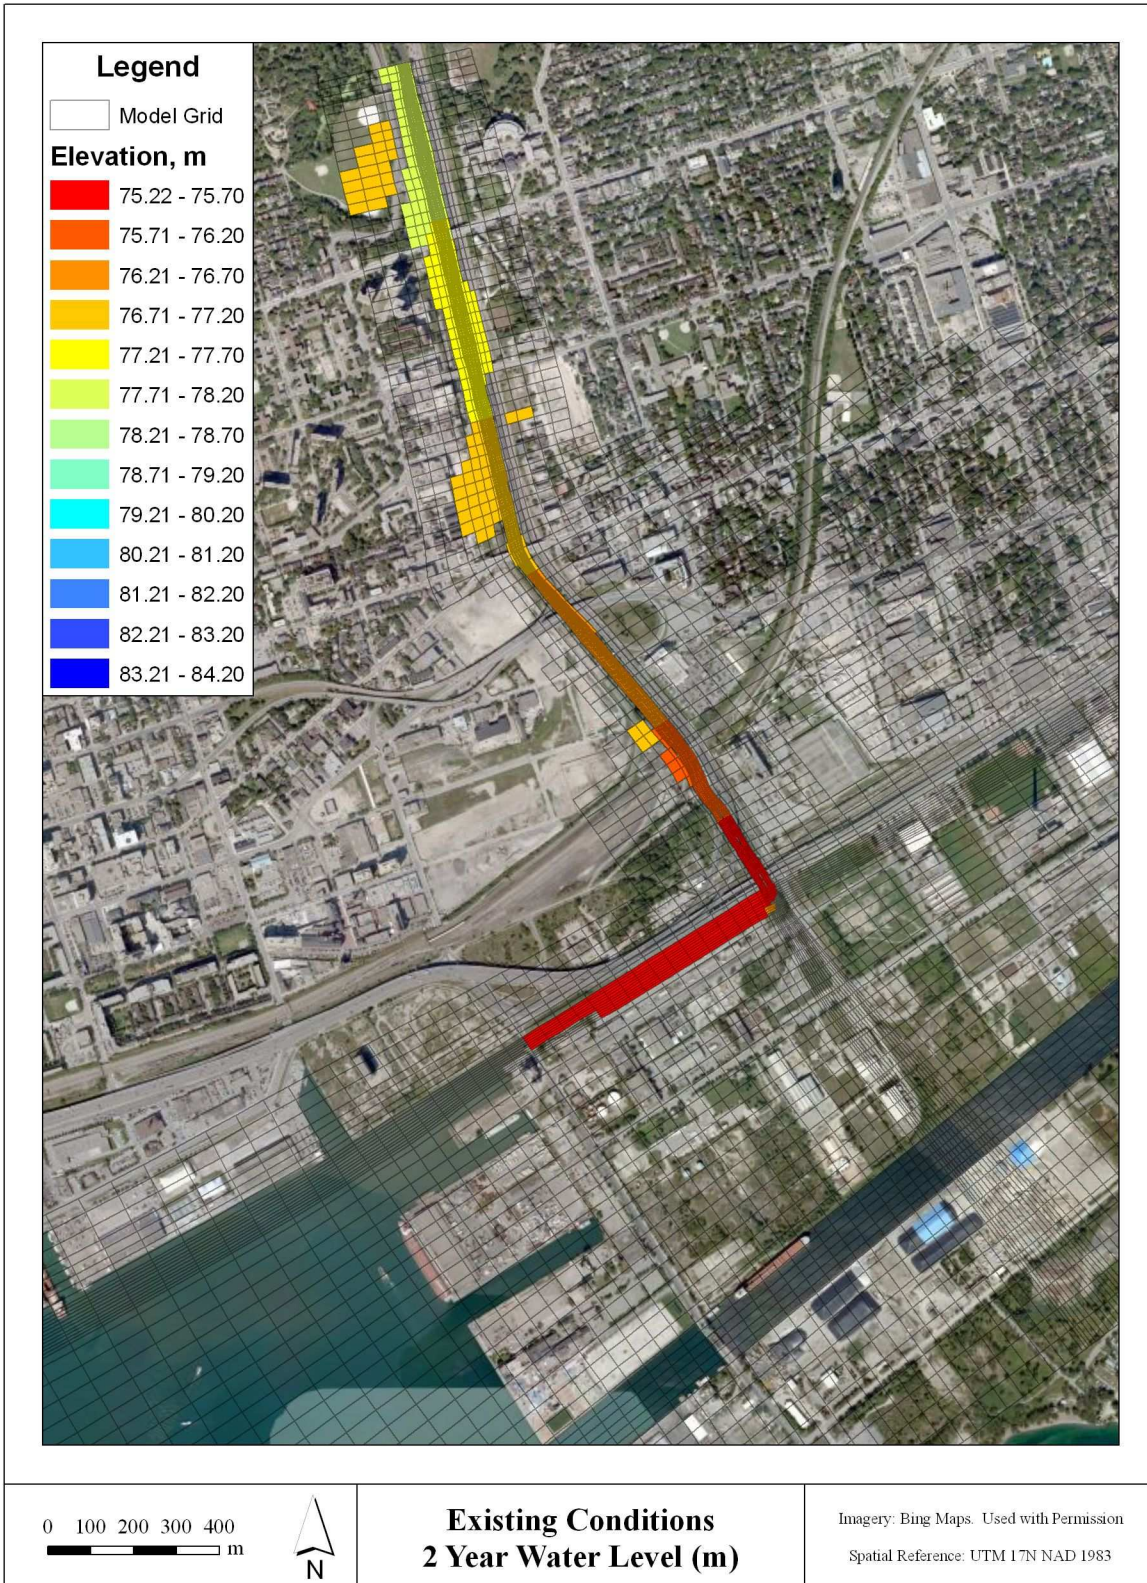 Legend
Model Grid
Elevation, m
75.22 - 75.70
75.71 - 76.20
76.21 - 76.70
76.71 - 77.20
77.21 - 77.70
77.71 - 78.20
78.21 - 78.70
78.71 - 79.20
79.21 - 80.20
80.21 - 81.20
81.21 - 82.20
82.21 - 83.20
83.21 - 84.20
0 100 200 300 400
m
N
Existing Conditions
2 Year Water Level (m)
Imagery: Bing Maps. Used with Permission
Spatial Reference: UTM 17N NAD 1983